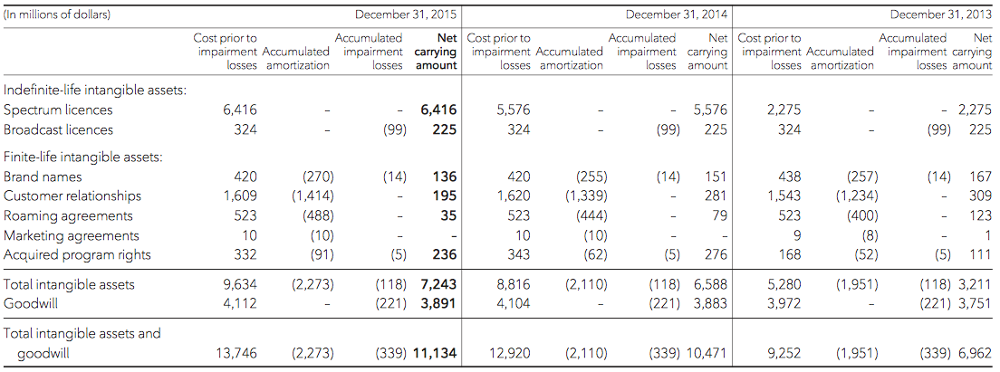 (In millions of dollars) December 31, 2015 December 31, 2014 December 31, 2013
Cost prior to Accumulated Net Cost prior to Accumulated Net Cost prior to Accumulated Net
impairment Accumulated impairment carrying impairment Accumulated impairment carrying impairment Accumulated impairment carrying
losses amortization losses amount losses amortization losses amount losses amortization losses amount
Indefinite-life intangible assets:
Spectrum licences 6,416 – – 6,416 5,576 – – 5,576 2,275 – – 2,275
Broadcast licences 324 – (99) 225 324 – (99) 225 324 – (99) 225
Finite-life intangible assets:
Brand names 420 (270) (14) 136 420 (255) (14) 151 438 (257) (14) 167
Customer relationships 1,609 (1,414) – 195 1,620 (1,339) – 281 1,543 (1,234) – 309
Roaming agreements 523 (488) – 35 523 (444) – 79 523 (400) – 123
Marketing agreements 10 (10) – – 10 (10) – – 9 (8) – 1
Acquired program rights 332 (91) (5) 236 343 (62) (5) 276 168 (52) (5) 111
Total intangible assets 9,634 (2,273) (118) 7,243 8,816 (2,110) (118) 6,588 5,280 (1,951) (118) 3,211
Goodwill 4,112 – (221) 3,891 4,104 – (221) 3,883 3,972 – (221) 3,751
Total intangible assets and
goodwill 13,746 (2,273) (339) 11,134 12,920 (2,110) (339) 10,471 9,252 (1,951) (339) 6,962